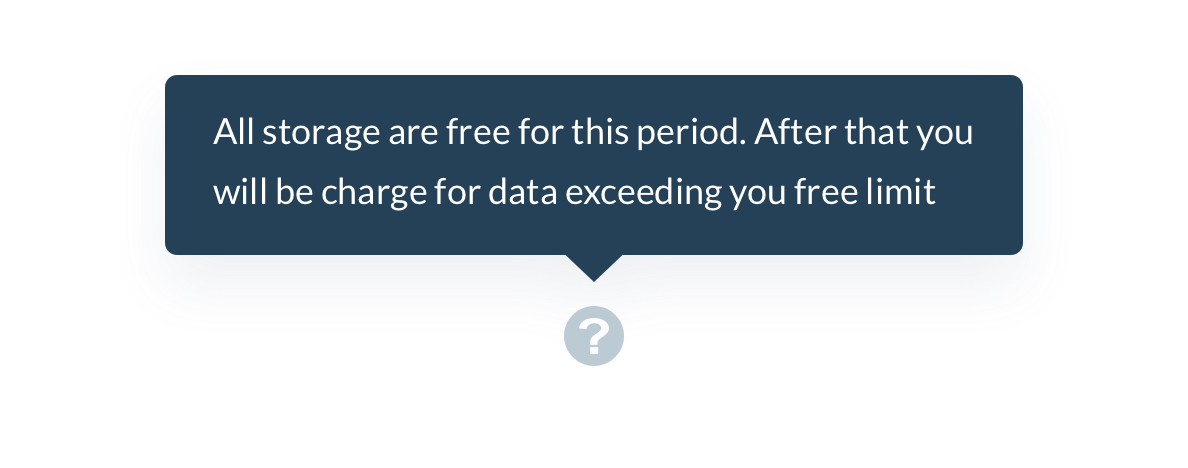 All storage are free for this period. After that you
will be charge for data exceeding you free limit
?